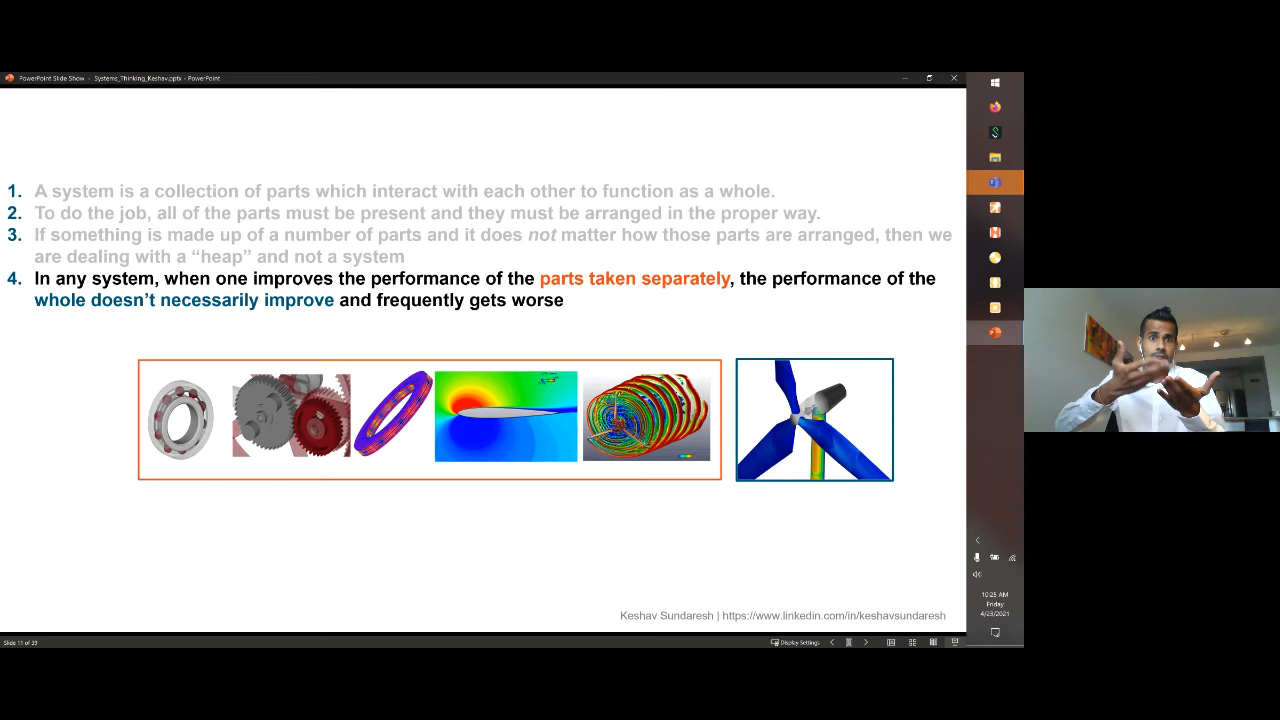 PowerPoint Slide Show - Systems_Thinking_Keshav.pptx - PowerPoint
1. A system is a collection of parts which interact with each other to function as a whole.
2. To do the job, all of the parts must be present and they must be arranged in the proper way.
3. If something is made up of a number of parts and it does not matter how those parts are arranged, then we
are dealing with a “heap” and not a system
4. In any system, when one improves the performance of the parts taken separately, the performance of the
whole doesn’t necessarily improve and frequently gets worse
Keshav Sundaresh | https://www.linkedin.com/in/keshavsundaresh
10:25 AM
Friday
4/23/2021
Slide 11 of 33
Display Settings